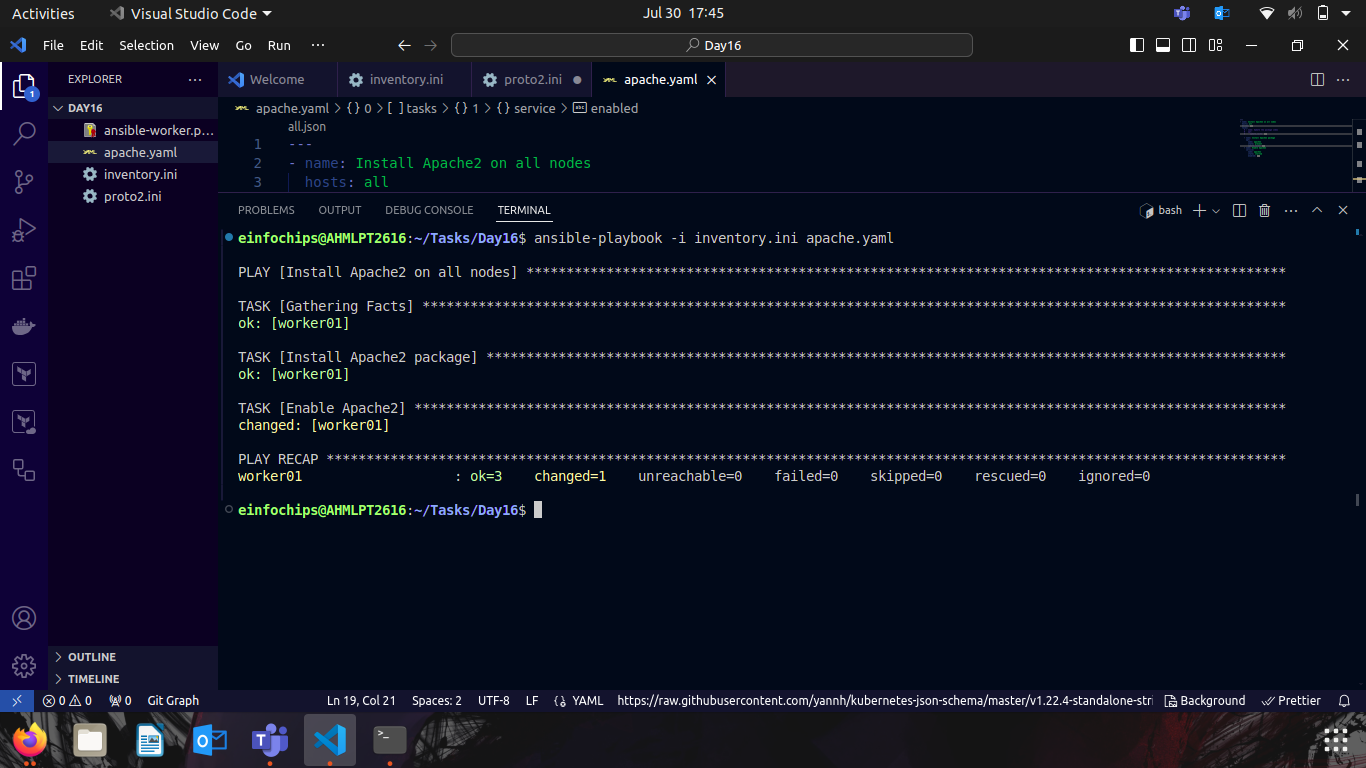 Activities Visual Studio Code Jul 30 17:45
File Edit Selection View Go Run ··· Day16
EXPLORER ··· Welcome inventory.ini proto2.ini apache.yaml
1
DAY16
ansible-worker.p...
apache.yaml
inventory.ini
proto2.ini
apache.yaml > {} 0 > [ ] tasks > {} 1 > {} service > abc enabled
all.json
1 ---
2 - name: Install Apache2 on all nodes
3 hosts: all
PROBLEMS OUTPUT DEBUG CONSOLE TERMINAL bash
einfochips@AHMLPT2616:~/Tasks/Day16$ ansible-playbook -i inventory.ini apache.yaml
PLAY [Install Apache2 on all nodes] ***********************************************************************************************
TASK [Gathering Facts] ************************************************************************************************************
ok: [worker01]
TASK [Install Apache2 package] ****************************************************************************************************
ok: [worker01]
TASK [Enable Apache2] *************************************************************************************************************
changed: [worker01]
PLAY RECAP ************************************************************************************************************************
worker01 : ok=3 changed=1 unreachable=0 failed=0 skipped=0 rescued=0 ignored=0
einfochips@AHMLPT2616:~/Tasks/Day16$
OUTLINE
TIMELINE
0 0 0 Git Graph Ln 19, Col 21 Spaces: 2 UTF-8 LF {} YAML https://raw.githubusercontent.com/yannh/kubernetes-json-schema/master/v1.22.4-standalone-stri Background Prettier